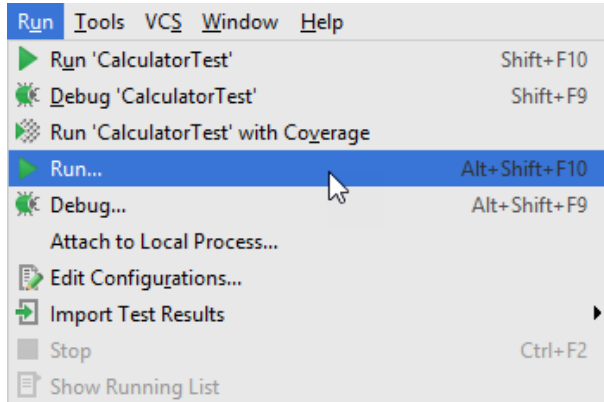 Run Tools VCS Window Help
Run 'CalculatorTest' Shift+F10
Debug 'CalculatorTest' Shift+F9
Run 'CalculatorTest' with Coverage
Run... Alt+Shift+F10
Debug... Alt+Shift+F9
Attach to Local Process...
Edit Configurations...
Import Test Results
Stop Ctrl+F2
Show Running List